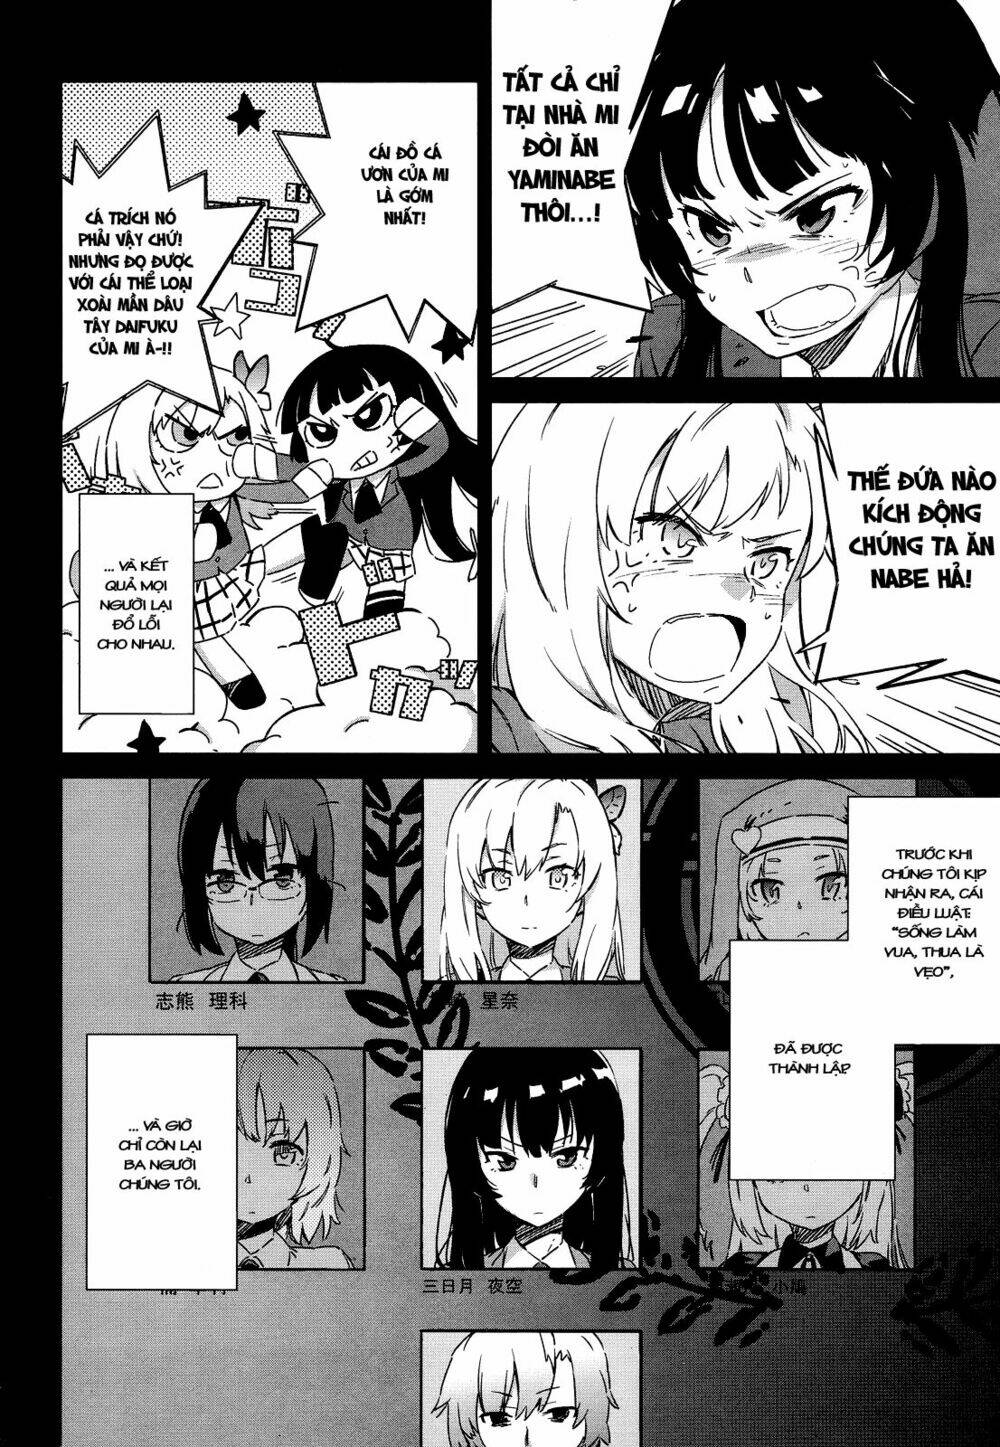 TẤT CẢ CHỈ
TẠI NHÀ MI
ĐÒI ĂN
YAMINABE
THÔI...!
THẾ ĐỨA NÀO
KÍCH ĐỘNG
CHÚNG TA ĂN
NABE HẢ!
CÁI ĐỒ CÁ
ƯƠN CỦA MI
LÀ GỚM
NHẤT!
CÁ TRÍCH NÓ
PHẢI VẬY CHỨ!
NHƯNG ĐỌ ĐƯỢC
VỚI CÁI THỂ LOẠI
XOÀI MẦN DÂU
TÂY DAIFUKU
CỦA MI À-!!
... VÀ KẾT
QUẢ MỌI
NGƯỜI LẠI
ĐỔ LỖI
CHO NHAU.
TRƯỚC KHI
CHÚNG TÔI KỊP
NHẬN RA, CÁI
ĐIỀU LUẬT:
"SỐNG LÀM
VUA, THUA LÀ
VẸO",
ĐÃ ĐƯỢC
THÀNH LẬP.
志熊 理科
星奈
... VÀ GIỜ
CHỈ CÒN LẠI
BA NGƯỜI
CHÚNG TÔI.
三日月 夜空
小鳩